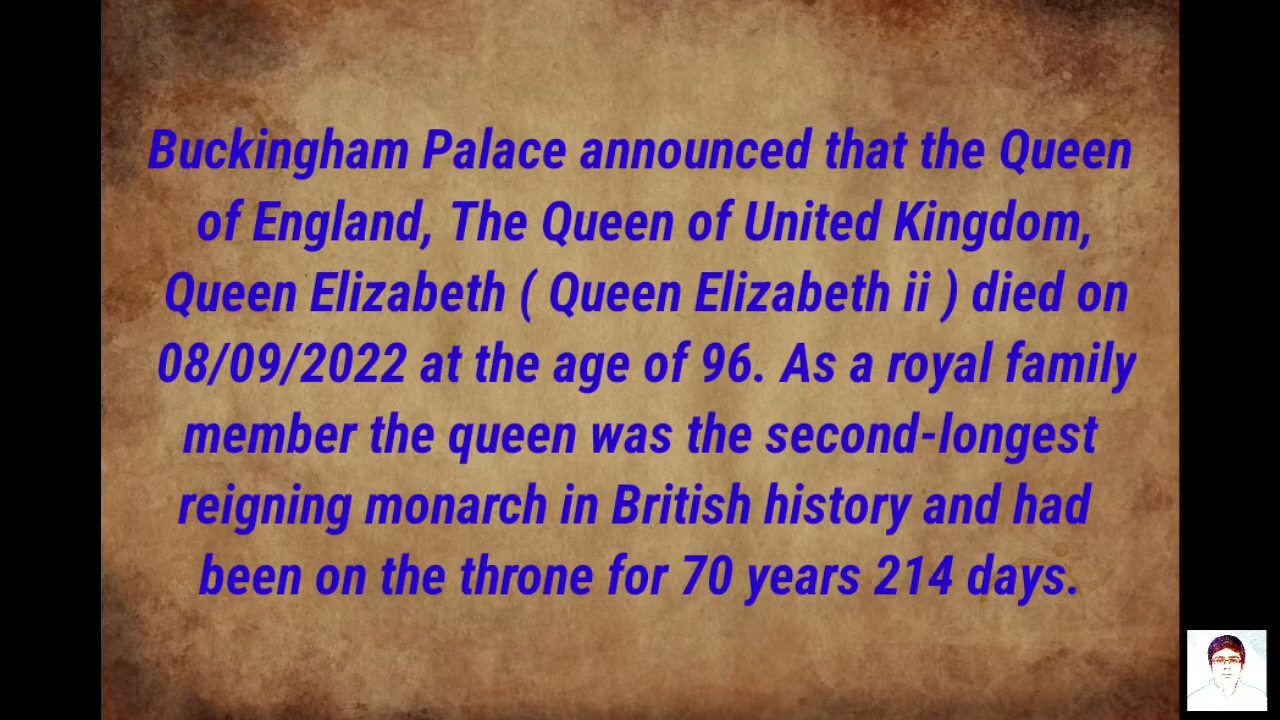 Buckingham Palace announced that the Queen
of England, The Queen of United Kingdom,
Queen Elizabeth ( Queen Elizabeth ii ) died on
08/09/2022 at the age of 96. As a royal family
member the queen was the second-longest
reigning monarch in British history and had
been on the throne for 70 years 214 days.